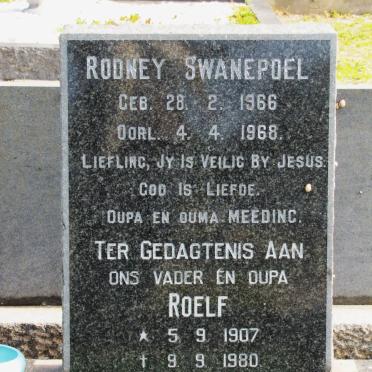 RODNEY SWANEPOEL
GEB. 28. 2. 1966
OORL. 4. 4. 1968.
LIEFLING, JY IS VEILIG BY JESUS.
GOD IS LIEFDE.
OUPA EN OUMA MEEDING.
TER GEDAGTENIS AAN
ONS VADER EN OUPA
ROELF
★ 5. 9. 1907
† 9. 9. 1980